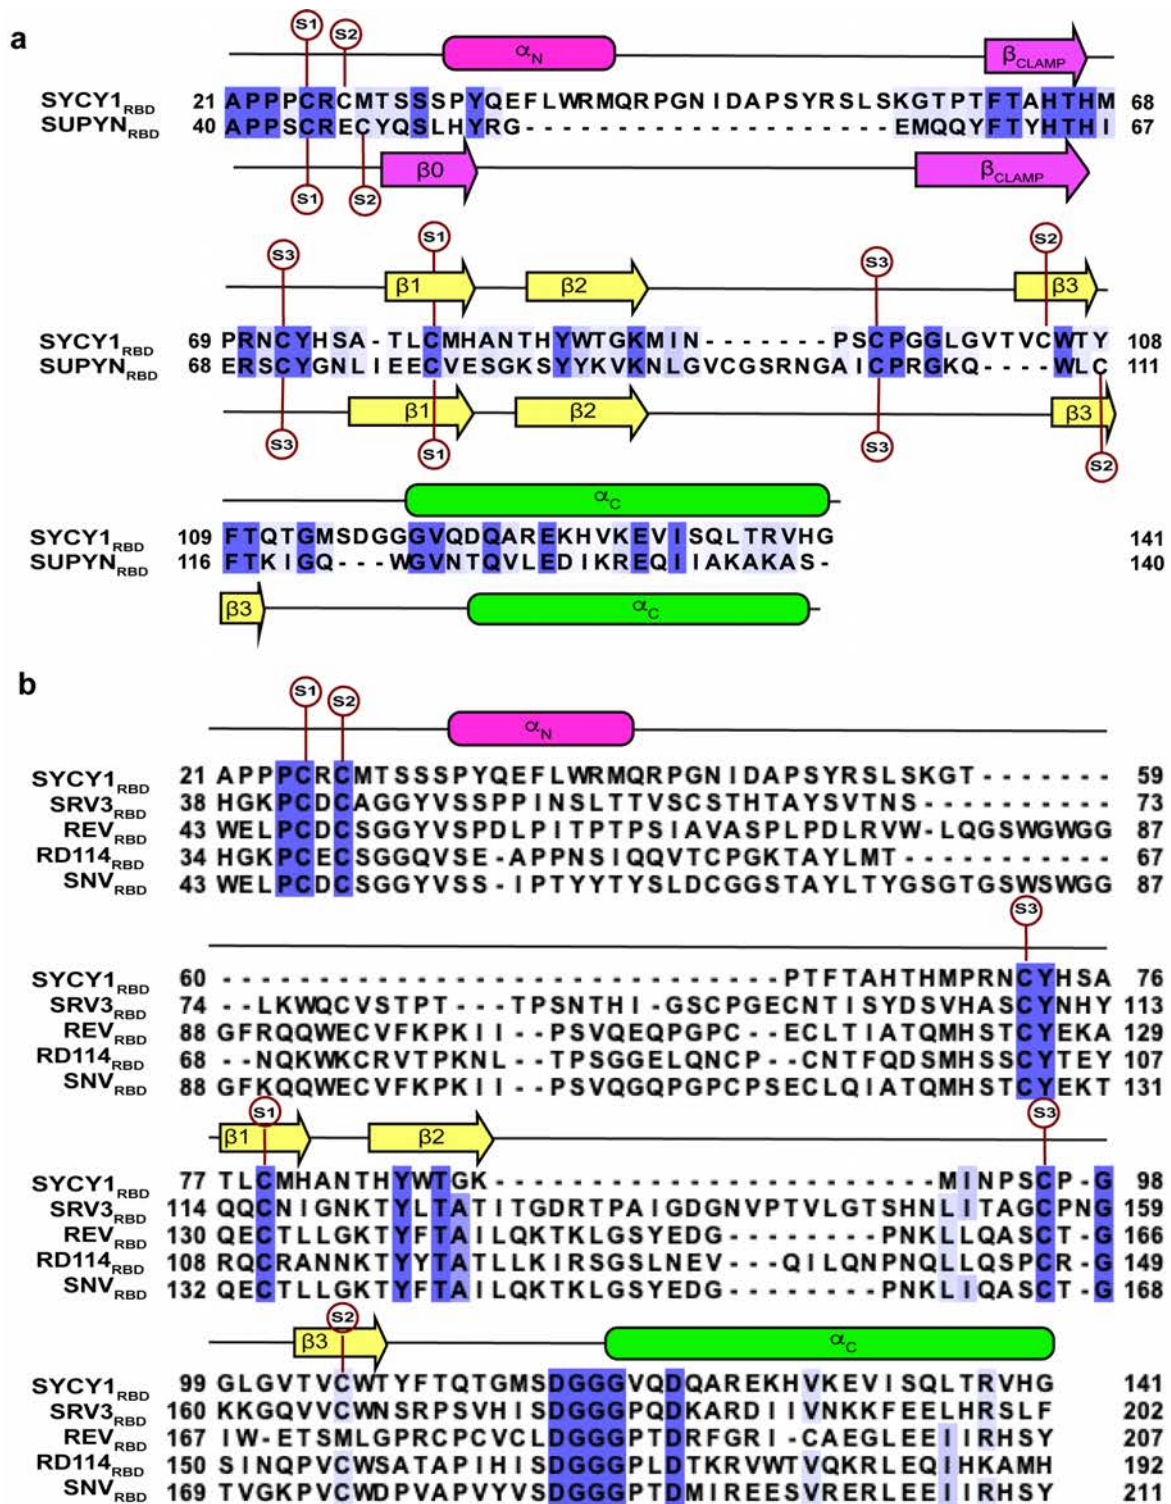 a
S1 S2 αN βCLAMP
SYCY1RBD 21 APPPCRCMTSSSPYQEFLWRMQRPGNIDAPSYRSLSKGTPTFTAHTHM 68
SUPYNRBD 40 APPSCRECYQSLHYRG--------------------EMQQYFTYHTHI 67
S1 S2 β0 βCLAMP
S3 S1 β1 β2 S3 S2 β3
SYCY1RBD 69 PRNCYHSA-TLCMHANTHYWTGKMIN-------PSCPGGLGVTVCWTY 108
SUPYNRBD 68 ERSCYGNLIEECVESGKSYYKVKNLGVCGSRNGAICPRGKQ----WLC 111
S3 β1 S1 β2 S3 β3 S2
αC
SYCY1RBD 109 FTQTGMSDGGGVQDQAREKHVKEVISQLTRVHG 141
SUPYNRBD 116 FTKIGQ---WGVNTQVLEDIKREQIIAKAKAS- 140
β3 αC
b
S1 S2 αN
SYCY1RBD 21 APPPCRCMTSSSPYQEFLWRMQRPGNIDAPSYRSLSKGT------- 59
SRV3RBD 38 HGKPCDCAGGYVSSPPINSLTTVSCSTHTAYSVTNS---------- 73
REVRBD 43 WELPCDCSGGYVSPDLPITPTPSIAVASPLPDLRVW-LQGSWGWGG 87
RD114RBD 34 HGKPCECSGGQVSE-APPNSIQQVTCPGKTAYLMT----------- 67
SNVRBD 43 WELPCDCSGGYVSS-IPTYYTYSLDCGGSTAYLTYGSGTGSWSWGG 87
S3
SYCY1RBD 60 ------------------------------PTFTAHTHMPRNCYHSA 76
SRV3RBD 74 --LKWQCVSTPT---TPSNTHI-GSCPGECNTISYDSVHASCYNHY 113
REVRBD 88 GFRQQWECVFKPKII--PSVQEQPGPC--ECLTIATQMHSTCYEKA 129
RD114RBD 68 --NQKWKCRVTPKNL--TPSGGELQNCP--CNTFQDSMHSSCYTEY 107
SNVRBD 88 GFKQQWECVFKPKII--PSVQGQPGPCPSECLQIATQMHSTCYEKT 131
β1 S1 β2 S3
SYCY1RBD 77 TLCMHANTHYWTGK------------------------MINPSCP-G 98
SRV3RBD 114 QQCNIGNKTYLTATITGDRTPAIGDGNVPTVLGTSHNLITAGCPNG 159
REVRBD 130 QECTLLGKTYFTAILQKTKLGSYEDG--------PNKLLQASCT-G 166
RD114RBD 108 RQCRANNKTYYTATLLKIRSGSLNEV---QILQNPNQLLQSPCR-G 149
SNVRBD 132 QECTLLGKTYFTAILQKTKLGSYEDG--------PNKLIQASCT-G 168
β3 S2 αC
SYCY1RBD 99 GLGVTVCWTYFTQTGMSDGGGVQDQAREKHVKEVISQLTRVHG 141
SRV3RBD 160 KKGQVVCWNSRPSVHISDGGGPQDKARDIIVNKKFEELHRSLF 202
REVRBD 167 IW-ETSMLGPRCPCVCLDGGGPTDRFGRI-CAEGLEEIIRHSY 207
RD114RBD 150 SINQPVCWSATAPIHISDGGGPLDTKRVWTVQKRLEQIHKAMH 192
SNVRBD 169 TVGKPVCWDPVAPVYVSDGGGPTDMIREESVRERLEEIIRHSY 211